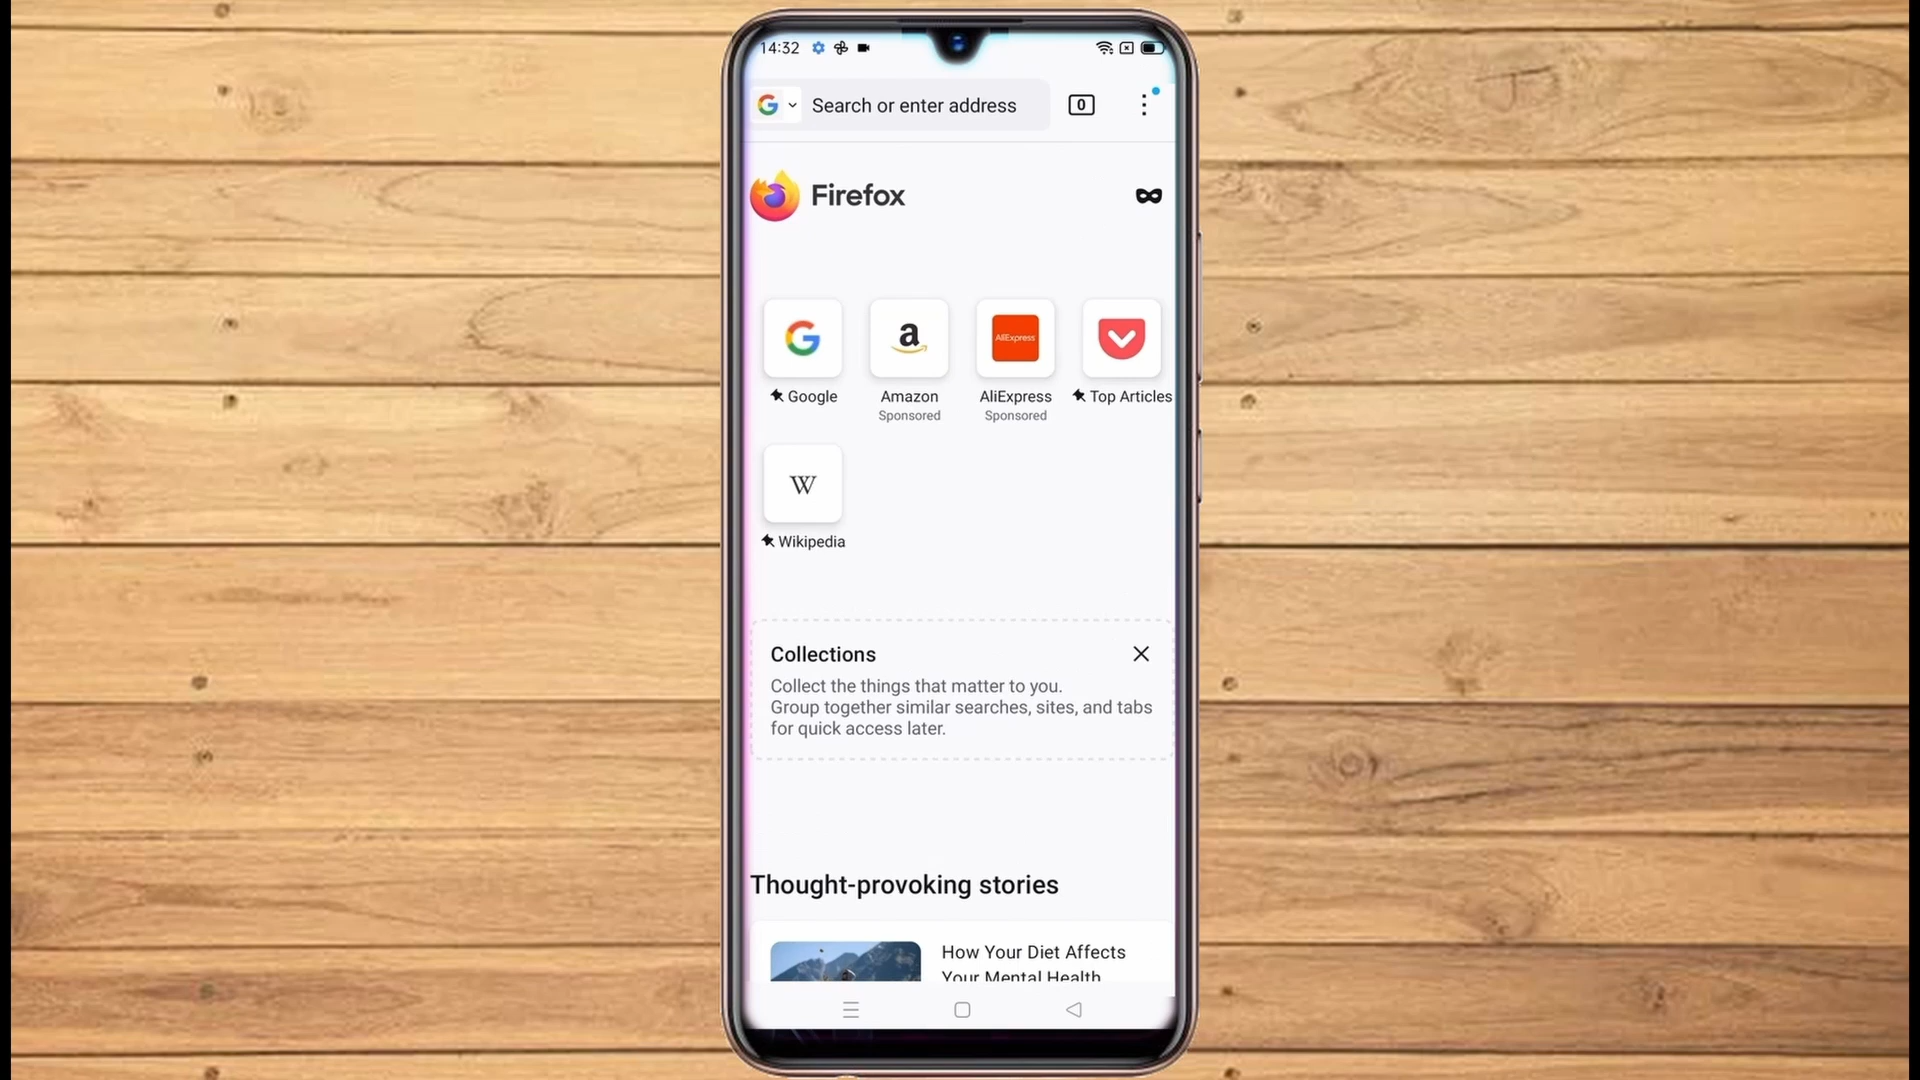 14:32
Search or enter address
0
Firefox
AliExpress
Google
Amazon
AliExpress
Top Articles
Sponsored
Sponsored
W
Wikipedia
Collections
Collect the things that matter to you.
Group together similar searches, sites, and tabs
for quick access later.
Thought-provoking stories
How Your Diet Affects
Your Mental Health